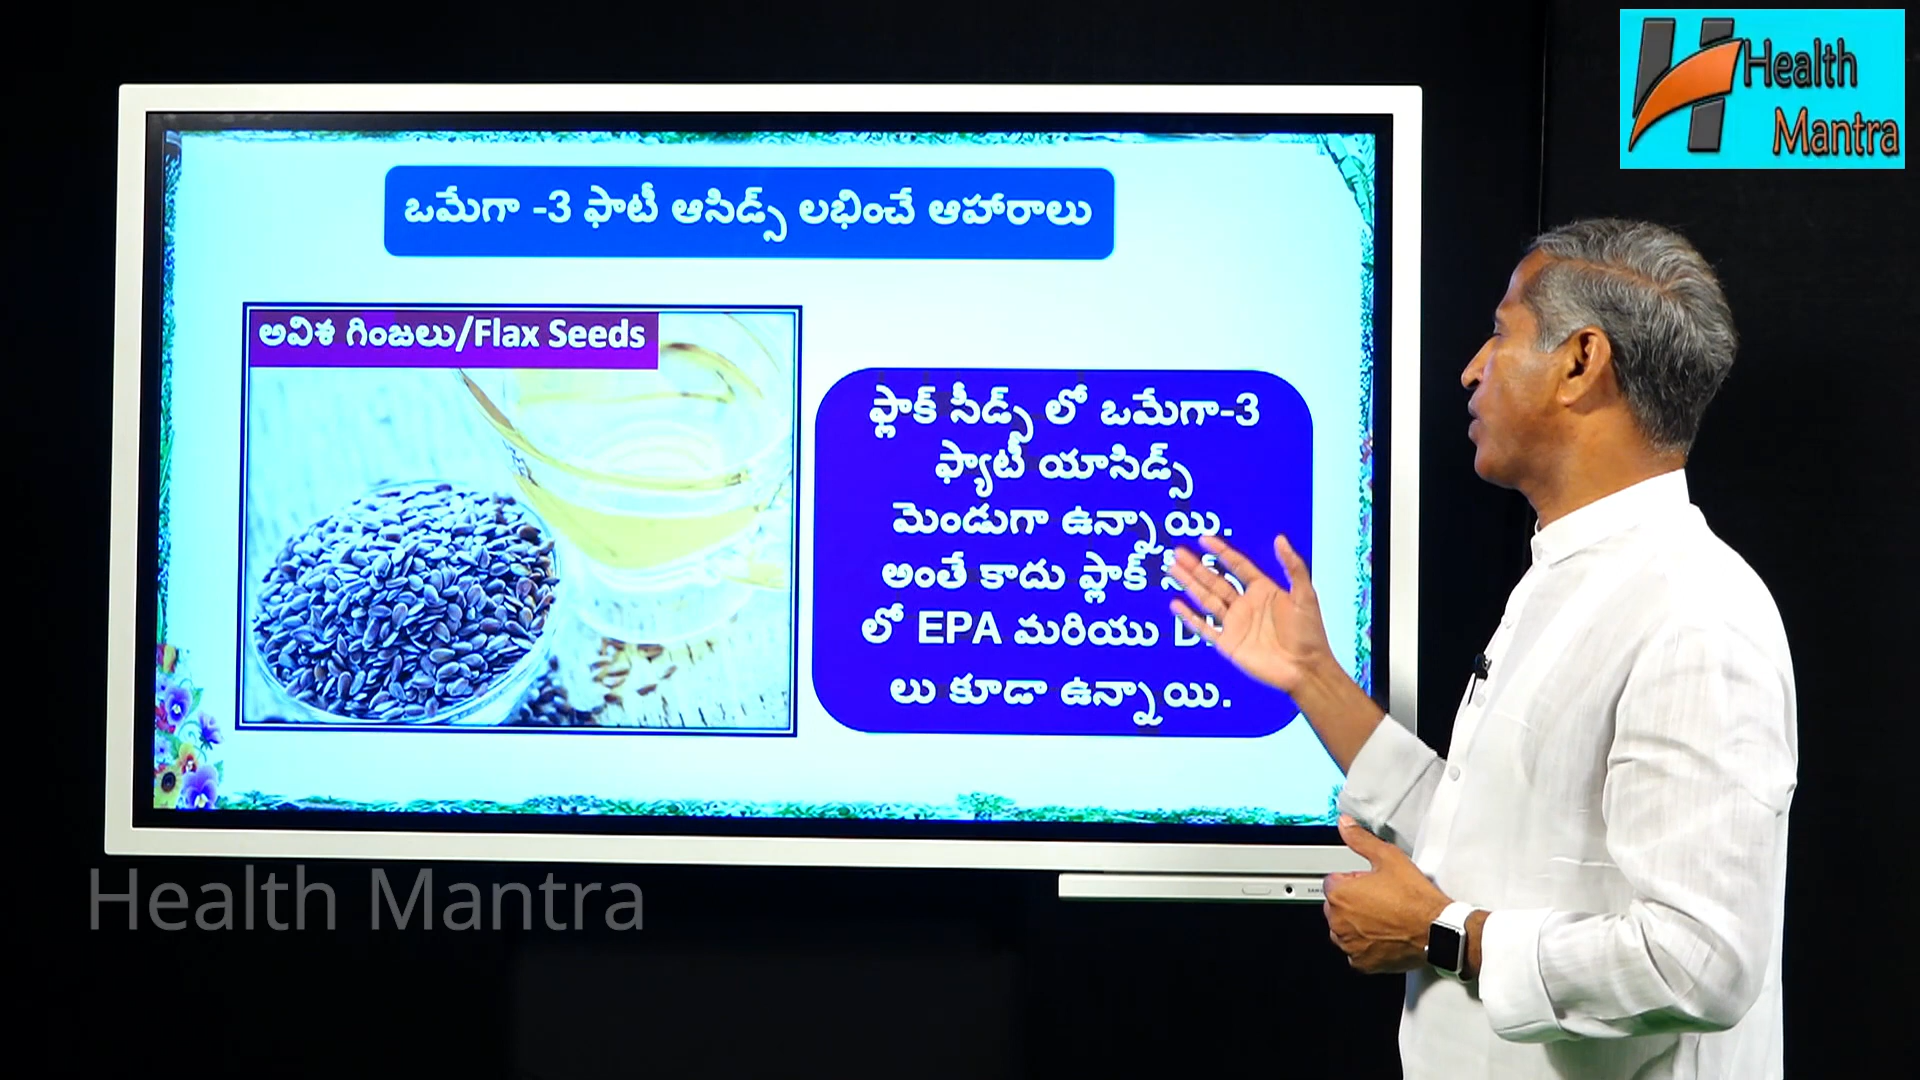 Health
Mantra
ఒమేగా -3 ఫాటీ ఆసిడ్స్ లభించే ఆహారాలు
అవిశ గింజలు/Flax Seeds
ఫ్లాక్ సీడ్స్ లో ఒమేగా-3
ఫ్యాటీ యాసిడ్స్
మెండుగా ఉన్నాయి.
అంతే కాదు ఫ్లాక్
లో EPA మరియు
లు కూడా ఉన్నాయి.
Health Mantra